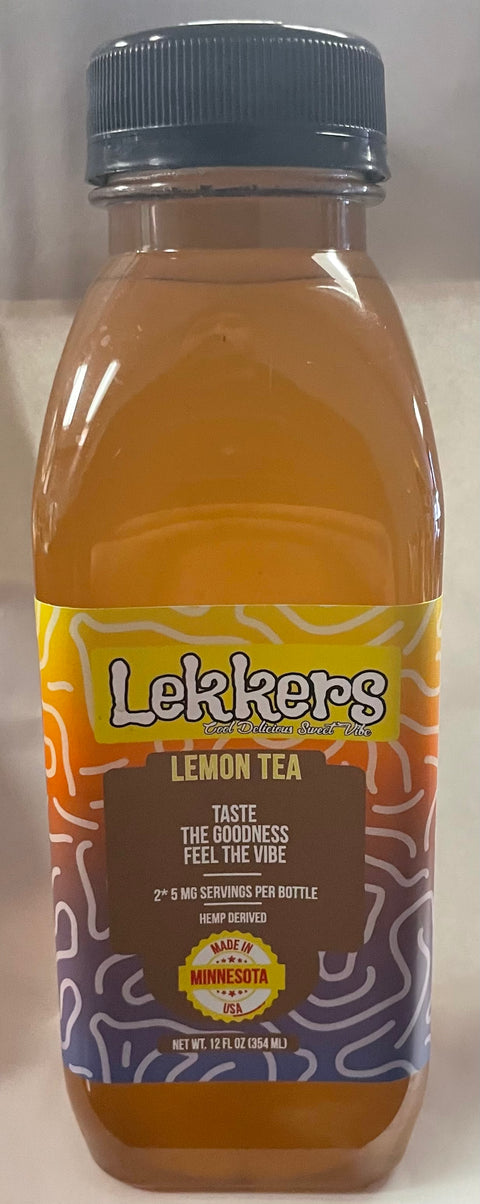 Lekkers
Cool Delicious Sweet Vibe
LEMON TEA
TASTE
THE GOODNESS
FEEL THE VIBE
2* 5 MG SERVINGS PER BOTTLE
HEMP DERIVED
MADE IN
MINNESOTA
USA
NET WT. 12 FL OZ (354 ML)